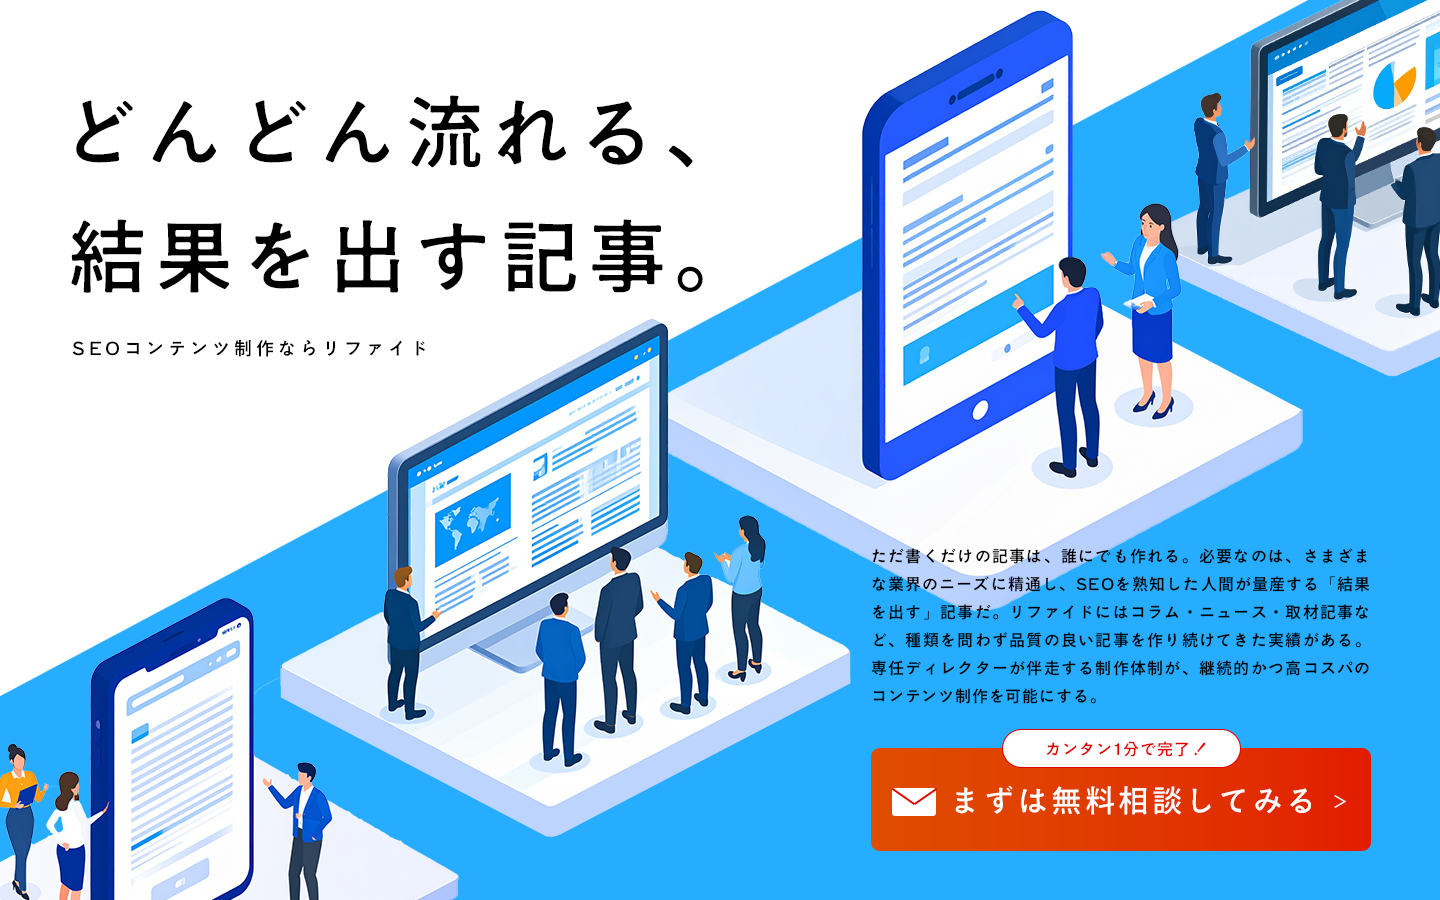 どんどん流れる、
結果を出す記事。
SEOコンテンツ制作ならリファイド
ただ書くだけの記事は、誰にでも作れる。必要なのは、さまざま
な業界のニーズに精通し、SEOを熟知した人間が量産する「結果
を出す」記事だ。リファイドにはコラム・ニュース・取材記事な
ど、種類を問わず品質の良い記事を作り続けてきた実績がある。
専任ディレクターが伴走する制作体制が、継続的かつ高コスパの
コンテンツ制作を可能にする。
カンタン1分で完了!
まずは無料相談してみる >